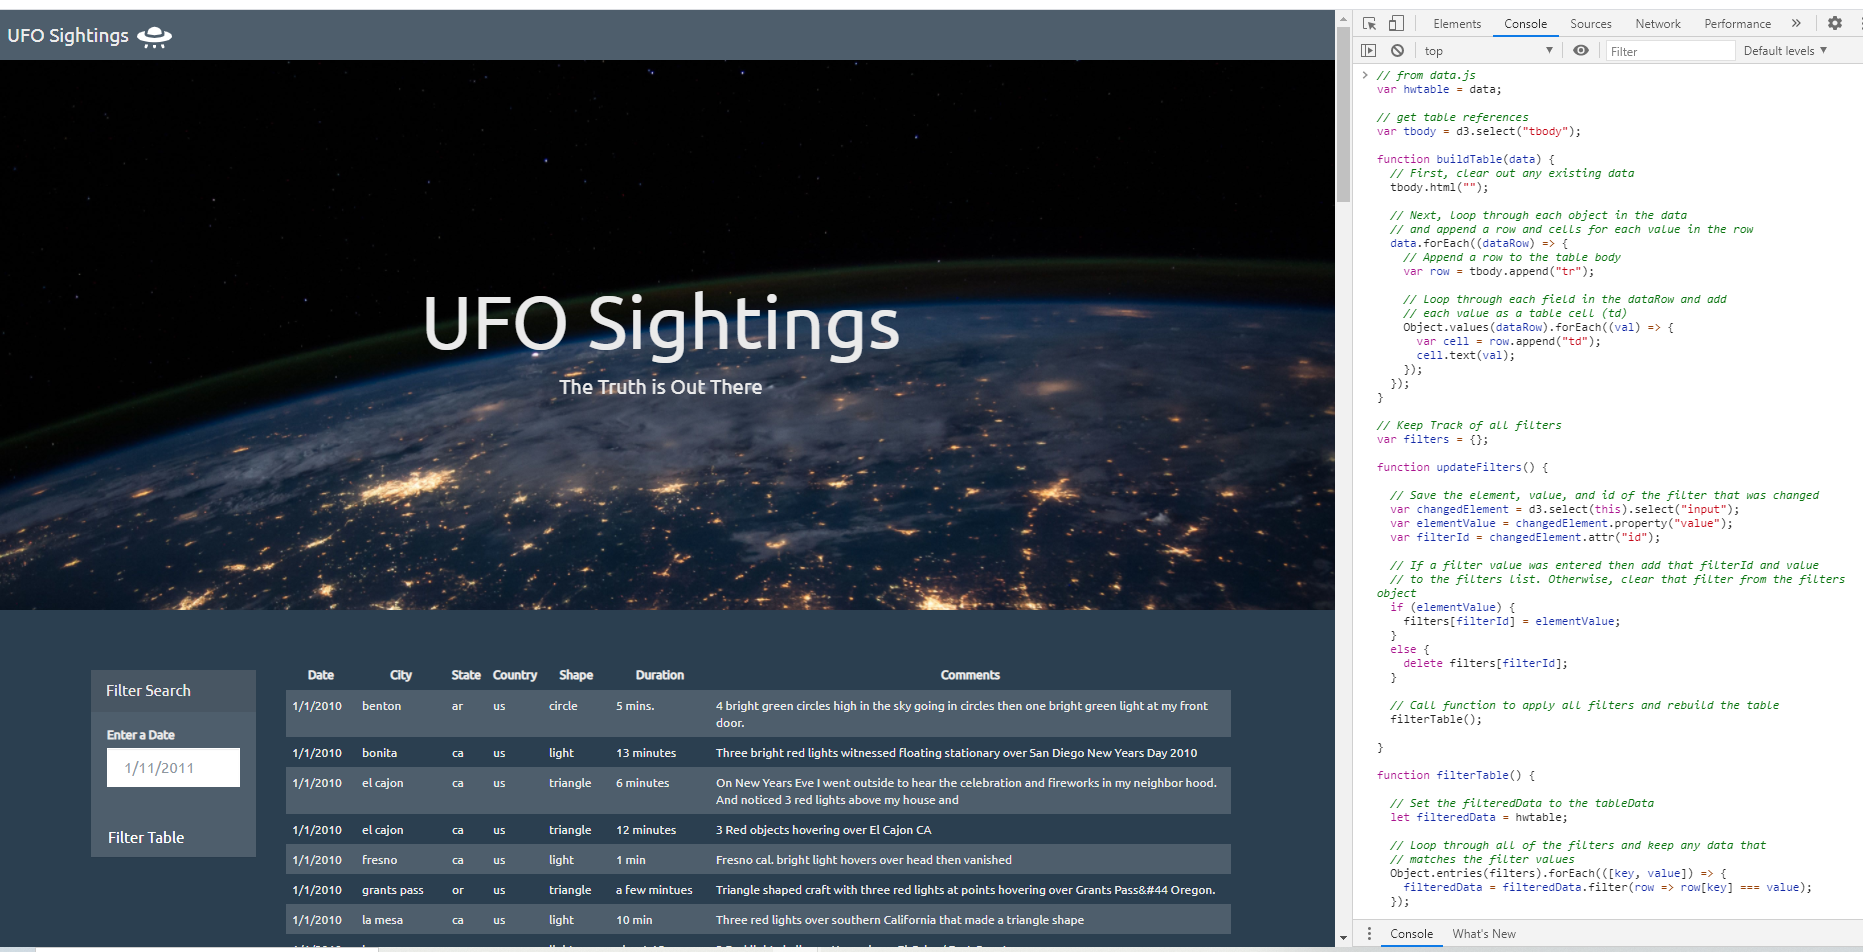 UFO Sightings
UFO Sightings
The Truth is Out There
Filter Search
Enter a Date
1/11/2011
Filter Table
Date City State Country Shape Duration Comments
1/1/2010 benton ar us circle 5 mins. 4 bright green circles high in the sky going in circles then one bright green light at my front
door.
1/1/2010 bonita ca us light 13 minutes Three bright red lights witnessed floating stationary over San Diego New Years Day 2010
1/1/2010 el cajon ca us triangle 6 minutes On New Years Eve I went outside to hear the celebration and fireworks in my neighbor hood.
And noticed 3 red lights above my house and
1/1/2010 el cajon ca us triangle 12 minutes 3 Red objects hovering over El Cajon CA
1/1/2010 fresno ca us light 1 min Fresno cal. bright light hovers over head then vanished
1/1/2010 grants pass or us triangle a few mintues Triangle shaped craft with three red lights at points hovering over Grants Pass&#44 Oregon.
1/1/2010 la mesa ca us light 10 min Three red lights over southern California that made a triangle shape
Elements Console Sources Network Performance »
top Filter Default levels
> // from data.js
var hwtable = data;
// get table references
var tbody = d3.select("tbody");
function buildTable(data) {
// First, clear out any existing data
tbody.html("");
// Next, loop through each object in the data
// and append a row and cells for each value in the row
data.forEach((dataRow) => {
// Append a row to the table body
var row = tbody.append("tr");
// Loop through each field in the dataRow and add
// each value as a table cell (td)
Object.values(dataRow).forEach((val) => {
var cell = row.append("td");
cell.text(val);
});
});
}
// Keep Track of all filters
var filters = {};
function updateFilters() {
// Save the element, value, and id of the filter that was changed
var changedElement = d3.select(this).select("input");
var elementValue = changedElement.property("value");
var filterId = changedElement.attr("id");
// If a filter value was entered then add that filterId and value
// to the filters list. Otherwise, clear that filter from the filters
object
if (elementValue) {
filters[filterId] = elementValue;
}
else {
delete filters[filterId];
}
// Call function to apply all filters and rebuild the table
filterTable();
}
function filterTable() {
// Set the filteredData to the tableData
let filteredData = hwtable;
// Loop through all of the filters and keep any data that
// matches the filter values
Object.entries(filters).forEach(([key, value]) => {
filteredData = filteredData.filter(row => row[key] === value);
});
Console What's New